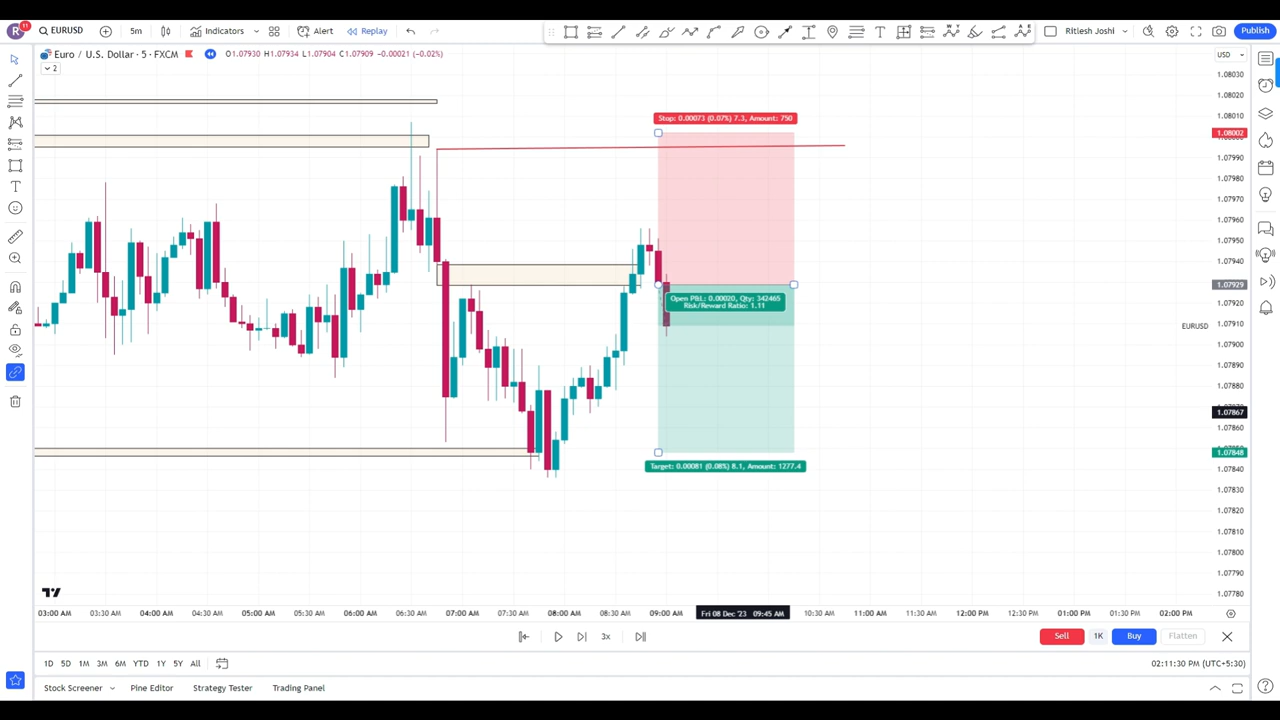 R 11 EURUSD 5m Indicators Alert Replay Ritlesh Joshi Publish
Euro / U.S. Dollar · 5 · FXCM O1.07930 H1.07934 L1.07904 C1.07909 −0.00021 (−0.02%) USD
2
1.08030
1.08020
1.08010
1.08002
1.07990
1.07980
1.07970
1.07960
1.07950
1.07940
1.07929
1.07920
1.07910
1.07900
1.07890
1.07880
1.07867
1.07860
1.07848
1.07840
1.07830
1.07820
1.07810
1.07800
1.07790
1.07780
EURUSD
Stop: 0.00073 (0.07%) 7.3, Amount: 750
Open P&L: 0.00020, Qty: 342465
Risk/Reward Ratio: 1.11
Target: 0.00081 (0.08%) 8.1, Amount: 1277.4
03:00 AM 03:30 AM 04:00 AM 04:30 AM 05:00 AM 05:30 AM 06:00 AM 06:30 AM 07:00 AM 07:30 AM 08:00 AM 08:30 AM 09:00 AM Fri 08 Dec '23 09:45 AM 10:30 AM 11:00 AM 11:30 AM 12:00 PM 12:30 PM 01:00 PM 01:30 PM 02:00 PM
3x Sell 1K Buy Flatten
1D 5D 1M 3M 6M YTD 1Y 5Y All 02:11:30 PM (UTC+5:30)
Stock Screener Pine Editor Strategy Tester Trading Panel